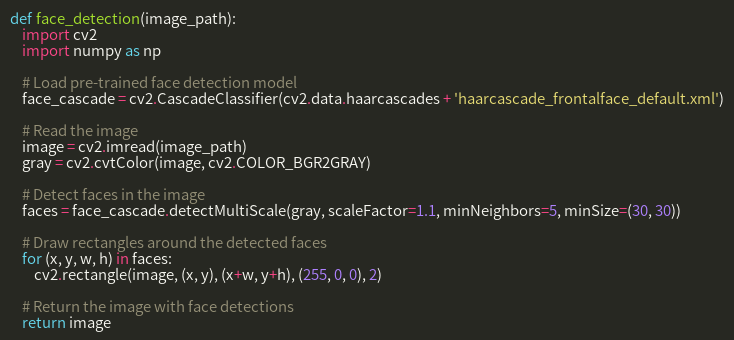 def face_detection(image_path):
import cv2
import numpy as np
# Load pre-trained face detection model
face_cascade = cv2.CascadeClassifier(cv2.data.haarcascades + 'haarcascade_frontalface_default.xml')
# Read the image
image = cv2.imread(image_path)
gray = cv2.cvtColor(image, cv2.COLOR_BGR2GRAY)
# Detect faces in the image
faces = face_cascade.detectMultiScale(gray, scaleFactor=1.1, minNeighbors=5, minSize=(30, 30))
# Draw rectangles around the detected faces
for (x, y, w, h) in faces:
cv2.rectangle(image, (x, y), (x+w, y+h), (255, 0, 0), 2)
# Return the image with face detections
return image